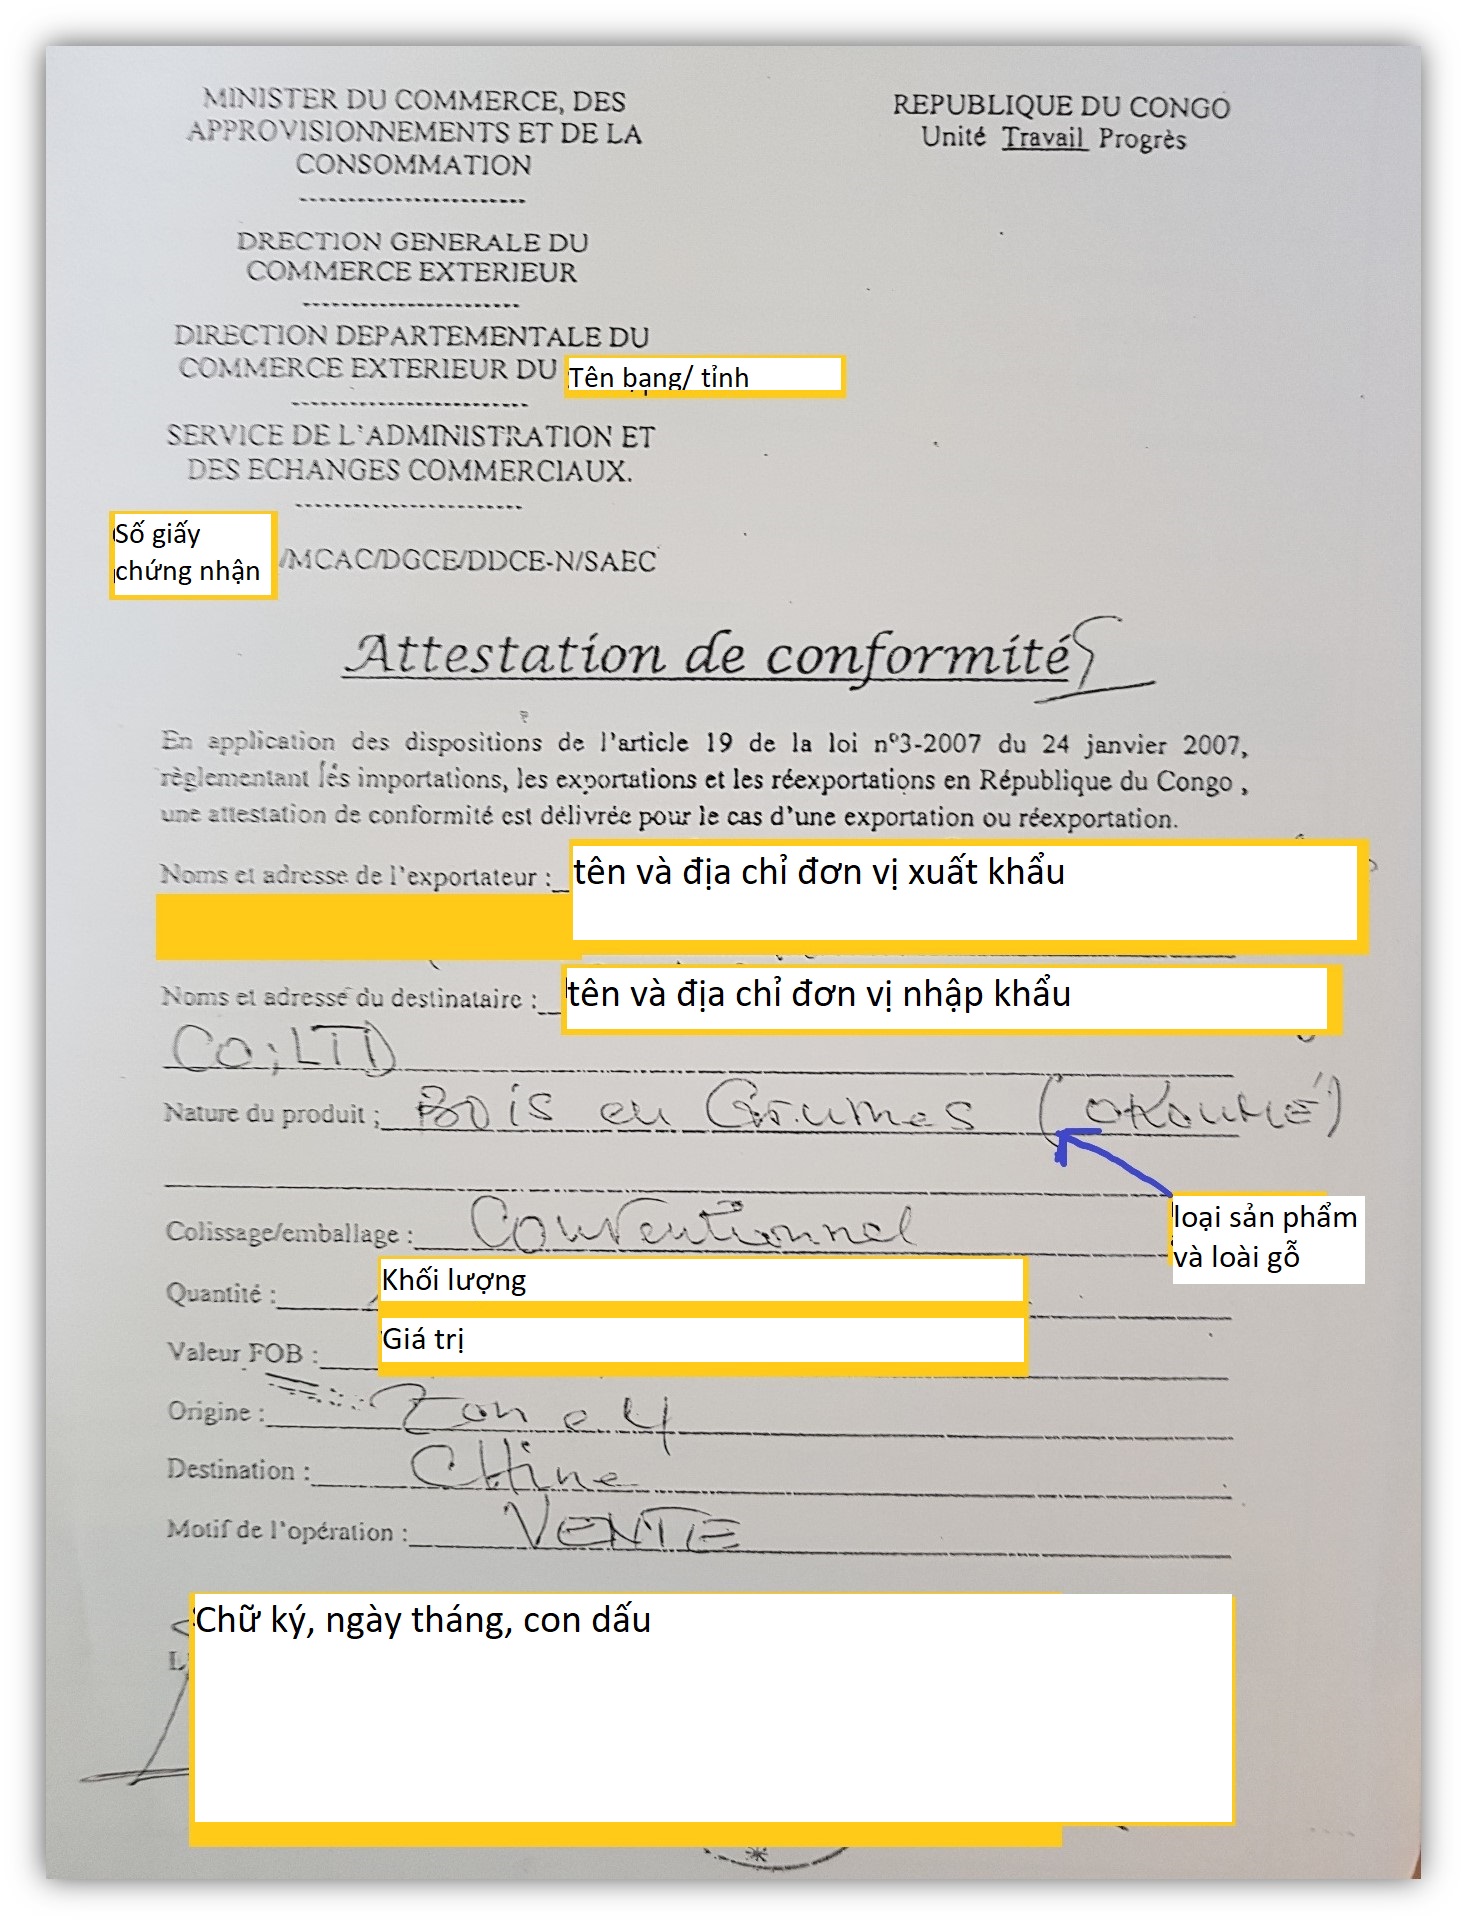 MINISTER DU COMMERCE, DES
APPROVISIONNEMENTS ET DE LA
CONSOMMATION
REPUBLIQUE DU CONGO
Unité Travail Progrès
DRECTION GENERALE DU
COMMERCE EXTERIEUR
DIRECTION DEPARTEMENTALE DU
COMMERCE EXTERIEUR DU Tên bạng/ tỉnh
SERVICE DE L'ADMINISTRATION ET
DES ECHANGES COMMERCIAUX.
Số giấy
chứng nhận /MCAC/DGCE/DDCE-N/SAEC
Attestation de conformité
En application des dispositions de l'article 19 de la loi n°3-2007 du 24 janvier 2007,
règlementant lés importations, les exportations et les réexportations en République du Congo ,
une attestation de conformité est délivrée pour le cas d'une exportation ou réexportation.
Noms et adresse de l'exportateur : tên và địa chỉ đơn vị xuất khẩu
Noms et adresse du destinataire : tên và địa chỉ đơn vị nhập khẩu
CO; LTD
Nature du produit ; Bois en Grumes (OKOUMÉ)
loại sản phẩm
và loài gỗ
Colissage/emballage : Conventionnel
Quantité : Khối lượng
Valeur FOB : Giá trị
Origine : Zone 4
Destination : CHine
Motif de l'opération : VENTE
Chữ ký, ngày tháng, con dấu